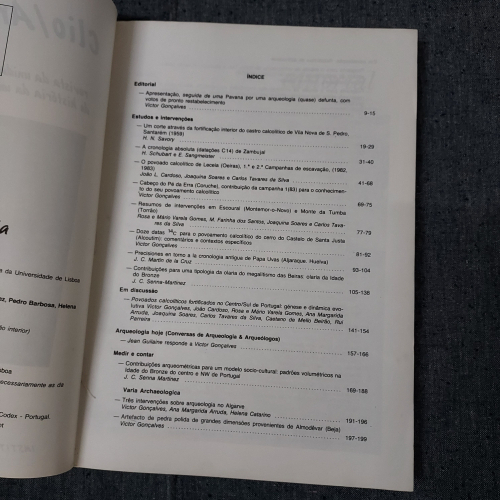 clio/A
ÍNDICE
Editorial
— Apresentação, seguida de uma Pavana por uma arqueologia (quase) defunta, com
votos de pronto restabelecimento
Victor Gonçalves 9-15
Estudos e intervenções
— Um corte através da fortificação interior do castro calcolítico de Vila Nova de S. Pedro,
Santarém (1959)
H. N. Savory 19-29
— A cronologia absoluta (datações C14) de Zambujal
H. Schubart e E. Sangmeister 31-40
— O povoado calcolítico de Leceia (Oeiras), 1.ª e 2.ª Campanhas de escavação, (1982,
1983)
João L. Cardoso, Joaquina Soares e Carlos Tavares da Silva 41-68
— Cabeço do Pé da Erra (Coruche), contribuição da campanha 1(83) para o conhecimen-
to do seu povoamento calcolítico
Victor Gonçalves 69-75
— Resumos de intervenções em Escoural (Montemor-o-Novo) e Monte da Tumba
(Torrão)
Rosa e Mário Varela Gomes, M. Farinha dos Santos, Joaquina Soares e Carlos Tava-
res da Silva 77-79
— Doze datas 14C para o povoamento calcolítico do cerro do Castelo de Santa Justa
(Alcoutim): comentários e contextos específicos
Victor Gonçalves 81-92
— Precisiones en torno a la cronologia antigua de Papa Uvas (Aljaraque. Huelva)
J. C. Martin de la Cruz 93-104
— Contribuições para uma tipologia da olaria do megalitismo das Beiras: olaria da Idade
do Bronze
J. C. Senna-Martinez 105-138
Em discussão
— Povoados calcolíticos fortificados no Centro/Sul de Portugal: génese e dinâmica evo-
lutiva Victor Gonçalves, João Cardoso, Rosa e Mário Varela Gomes, Ana Margarida
Arruda, Joaquina Soares, Carlos Tavares da Silva, Caetano de Mello Beirão, Rui
Parreira 141-154
Arqueologia hoje (Conversas de Arqueologia & Arqueólogos)
— Jean Guilaine responde a Victor Gonçalves 157-166
Medir e contar
— Contribuições arqueométricas para um modelo socio-cultural: padrões volumétricos na
Idade do Bronze do centro e NW de Portugal
J. C. Senna Martinez 169-188
Varia Archaeologica
— Três intervenções sobre arqueologia no Algarve
Victor Gonçalves, Ana Margarida Arruda, Helena Catarino 191-196
— Artefacto de pedra polida de grandes dimensões provenientes de Almodôvar (Beja)
Victor Gonçalves 197-199
s da Universidade de Lisboa
Pedro Barbosa, Helena
ão interior)
boa
ecessariamente as da
Codex - Portugal